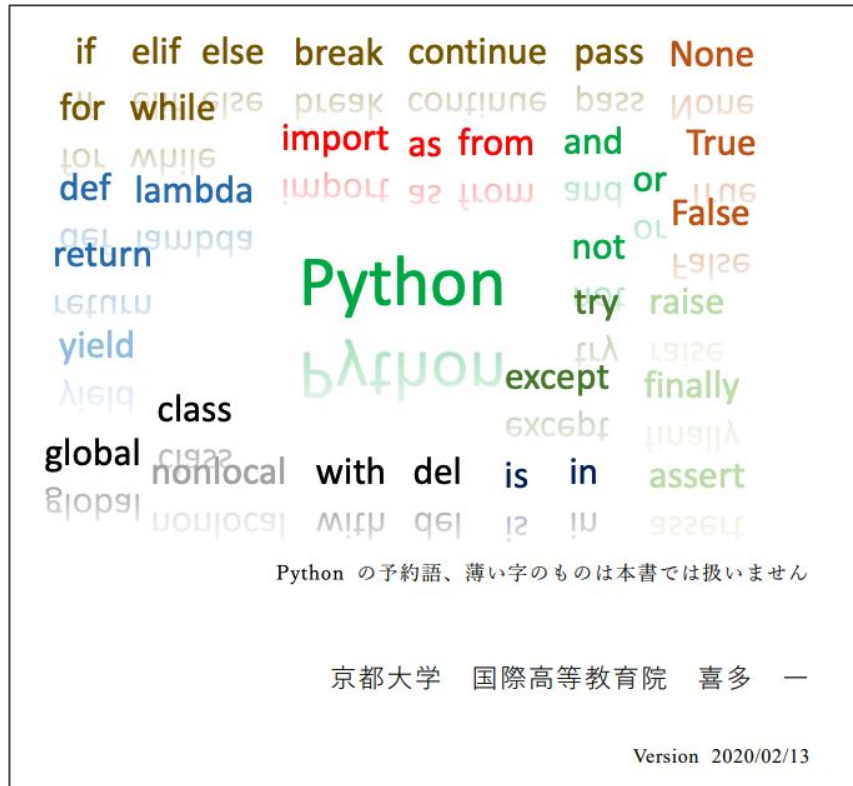 if elif else break continue pass None
for while
import as from and True
def lambda or
False
return not
Python
try raise
yield
except finally
class
global
nonlocal with del is in assert
Python の予約語、薄い字のものは本書では扱いません
京都大学　国際高等教育院　喜多　一
Version 2020/02/13